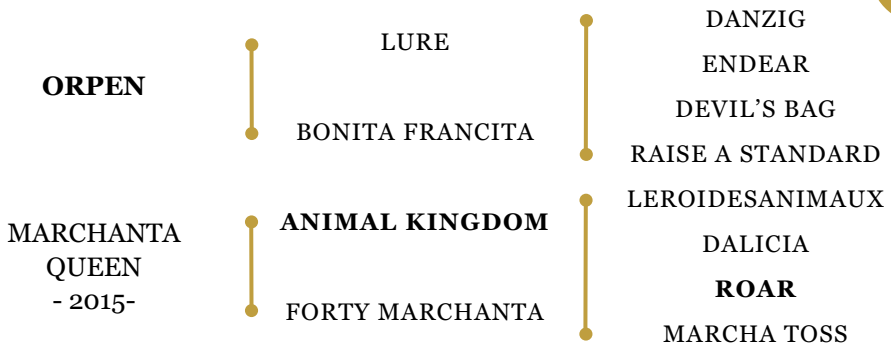 ORPEN
MARCHANTA
QUEEN
- 2015-
LURE
BONITA FRANCITA
ANIMAL KINGDOM
FORTY MARCHANTA
DANZIG
ENDEAR
DEVIL’S BAG
RAISE A STANDARD
LEROIDESANIMAUX
DALICIA
ROAR
MARCHA TOSS